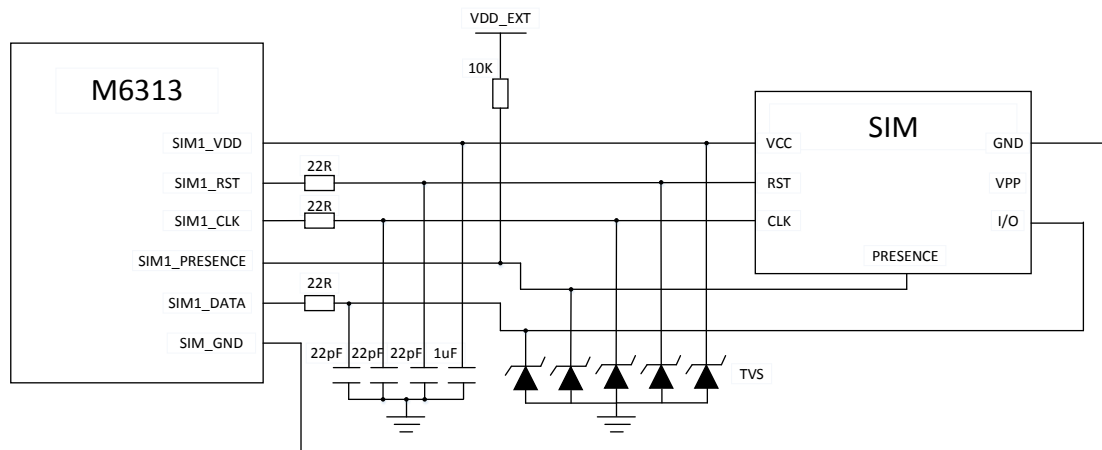 VDD_EXT
10K
M6313
SIM
SIM1_VDD
VCC
GND
22R
SIM1_RST
RST
VPP
22R
SIM1_CLK
CLK
I/O
SIM1_PRESENCE
PRESENCE
22R
SIM1_DATA
SIM_GND
22pF 22pF 22pF 1uF
TVS